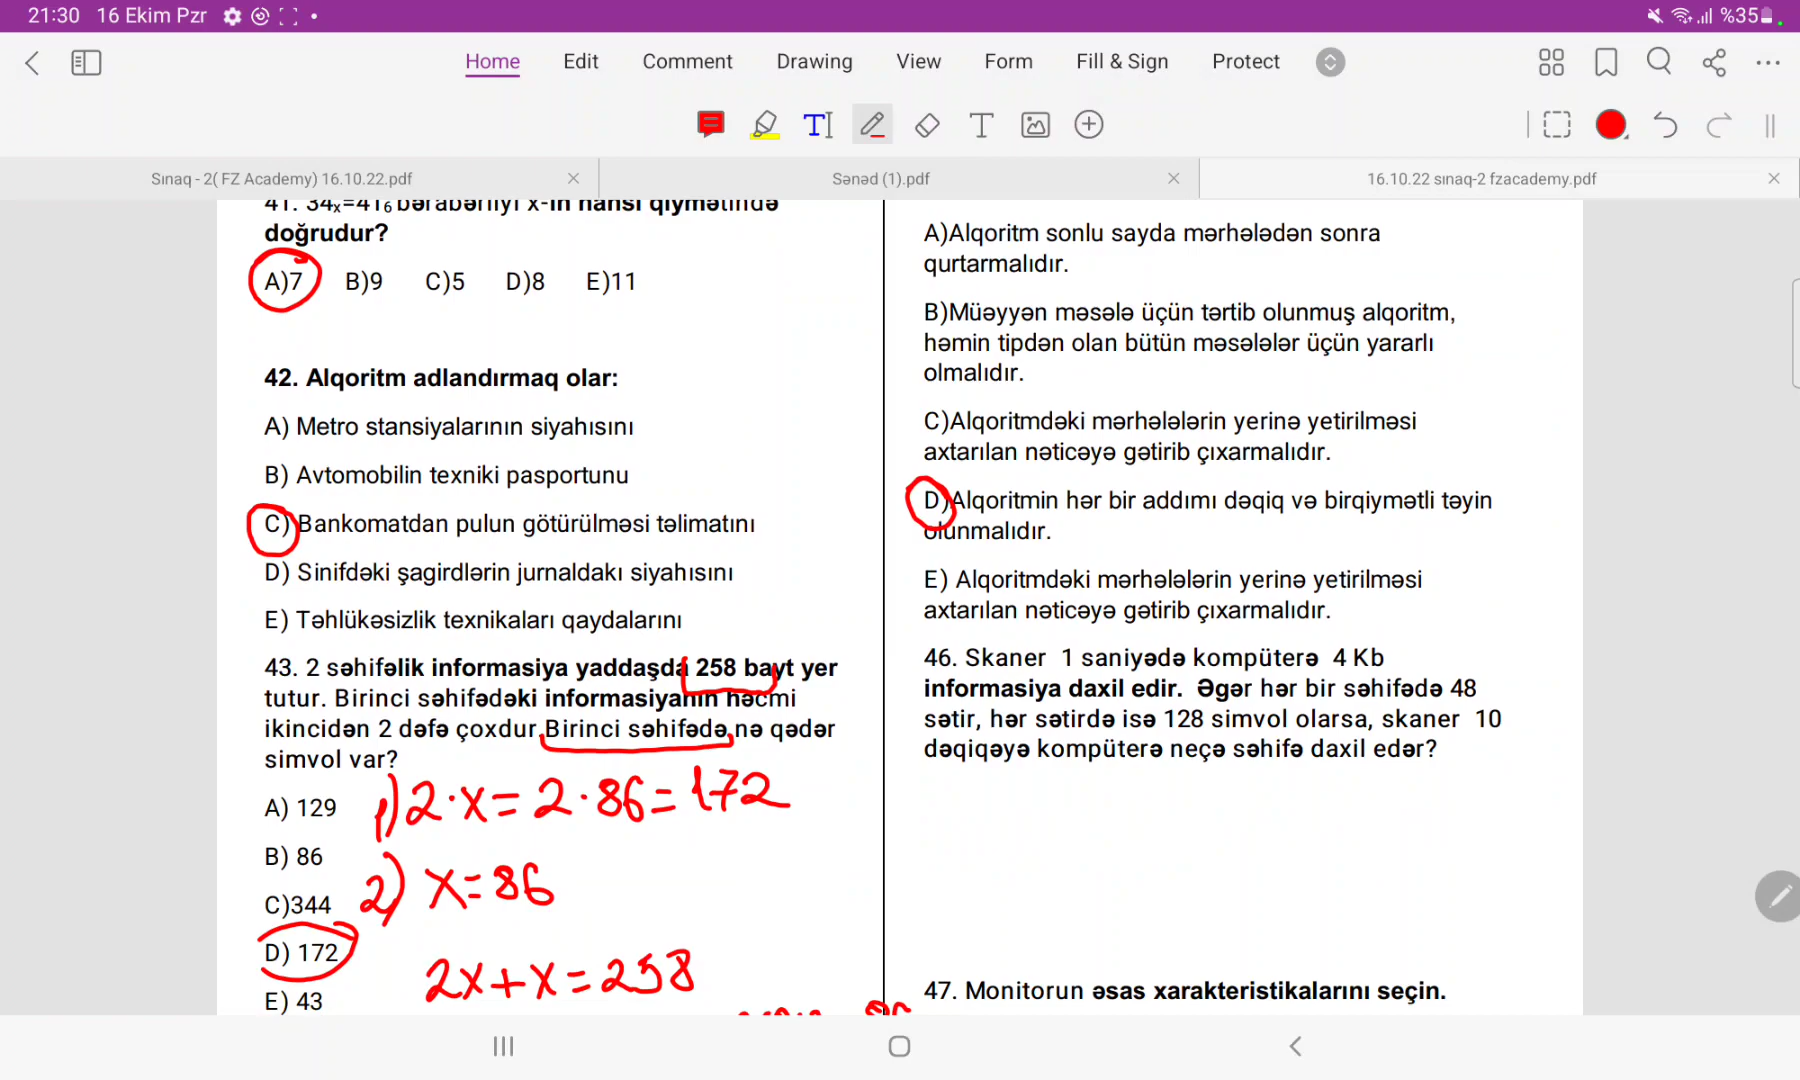 21:30 16 Ekim Pzr
%35
Home Edit Comment Drawing View Form Fill & Sign Protect
Sınaq - 2( FZ Academy) 16.10.22.pdf
Sənəd (1).pdf
16.10.22 sınaq-2 fzacademy.pdf
41. 34ₓ=41₆ bərabərliyi x-in hansı qiymətində
doğrudur?
A)7 B)9 C)5 D)8 E)11
42. Alqoritm adlandırmaq olar:
A) Metro stansiyalarının siyahısını
B) Avtomobilin texniki pasportunu
C) Bankomatdan pulun götürülməsi təlimatını
D) Sinifdəki şagirdlərin jurnaldakı siyahısını
E) Təhlükəsizlik texnikaları qaydalarını
43. 2 səhifəlik informasiya yaddaşda 258 bayt yer
tutur. Birinci səhifədəki informasiyanın həcmi
ikincidən 2 dəfə çoxdur.Birinci səhifədə nə qədər
simvol var?
A) 129
1) 2·x=2·86=172
B) 86
2) x=86
C)344
D) 172
2x+x=258
E) 43
A)Alqoritm sonlu sayda mərhələdən sonra
qurtarmalıdır.
B)Müəyyən məsələ üçün tərtib olunmuş alqoritm,
həmin tipdən olan bütün məsələlər üçün yararlı
olmalıdır.
C)Alqoritmdəki mərhələlərin yerinə yetirilməsi
axtarılan nəticəyə gətirib çıxarmalıdır.
D)Alqoritmin hər bir addımı dəqiq və birqiymətli təyin
olunmalıdır.
E) Alqoritmdəki mərhələlərin yerinə yetirilməsi
axtarılan nəticəyə gətirib çıxarmalıdır.
46. Skaner 1 saniyədə kompüterə 4 Kb
informasiya daxil edir. Əgər hər bir səhifədə 48
sətir, hər sətirdə isə 128 simvol olarsa, skaner 10
dəqiqəyə kompüterə neçə səhifə daxil edər?
47. Monitorun əsas xarakteristikalarını seçin.